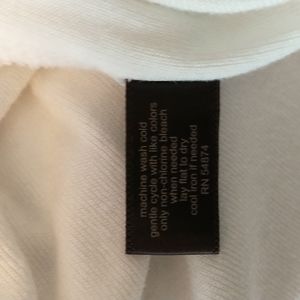 machine wash cold
gentle cycle with like colors
only non-chlorine bleach
when needed
lay flat to dry
cool iron if needed
RN 54874